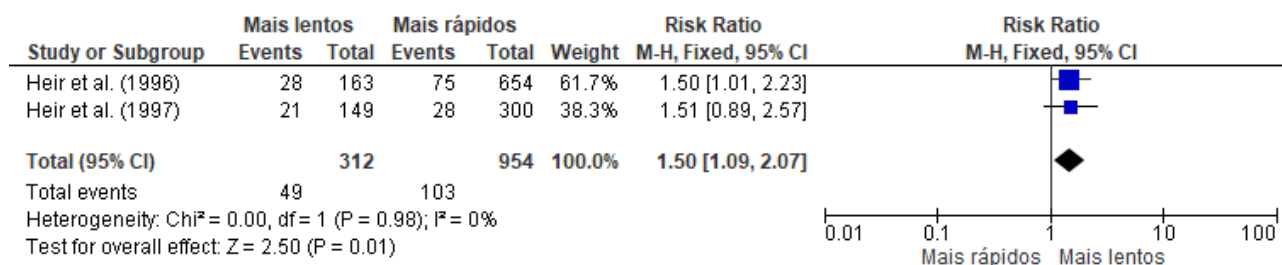 Mais lentos Mais rápidos Risk Ratio Risk Ratio
Study or Subgroup Events Total Events Total Weight M-H, Fixed, 95% CI M-H, Fixed, 95% CI
Heir et al. (1996) 28 163 75 654 61.7% 1.50 [1.01, 2.23]
Heir et al. (1997) 21 149 28 300 38.3% 1.51 [0.89, 2.57]
Total (95% CI) 312 954 100.0% 1.50 [1.09, 2.07]
Total events 49 103
Heterogeneity: Chi² = 0.00, df = 1 (P = 0.98); I² = 0%
Test for overall effect: Z = 2.50 (P = 0.01)
0.01 0.1 1 10 100
Mais rápidos Mais lentos